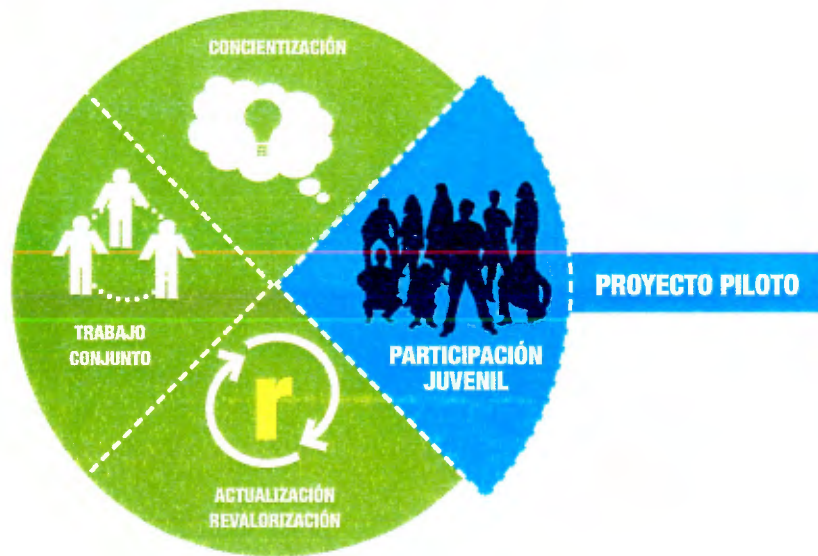 CONCIENTIZACIÓN
TRABAJO
CONJUNTO
r
ACTUALIZACIÓN
REVALORIZACIÓN
PARTICIPACIÓN
JUVENIL
PROYECTO PILOTO